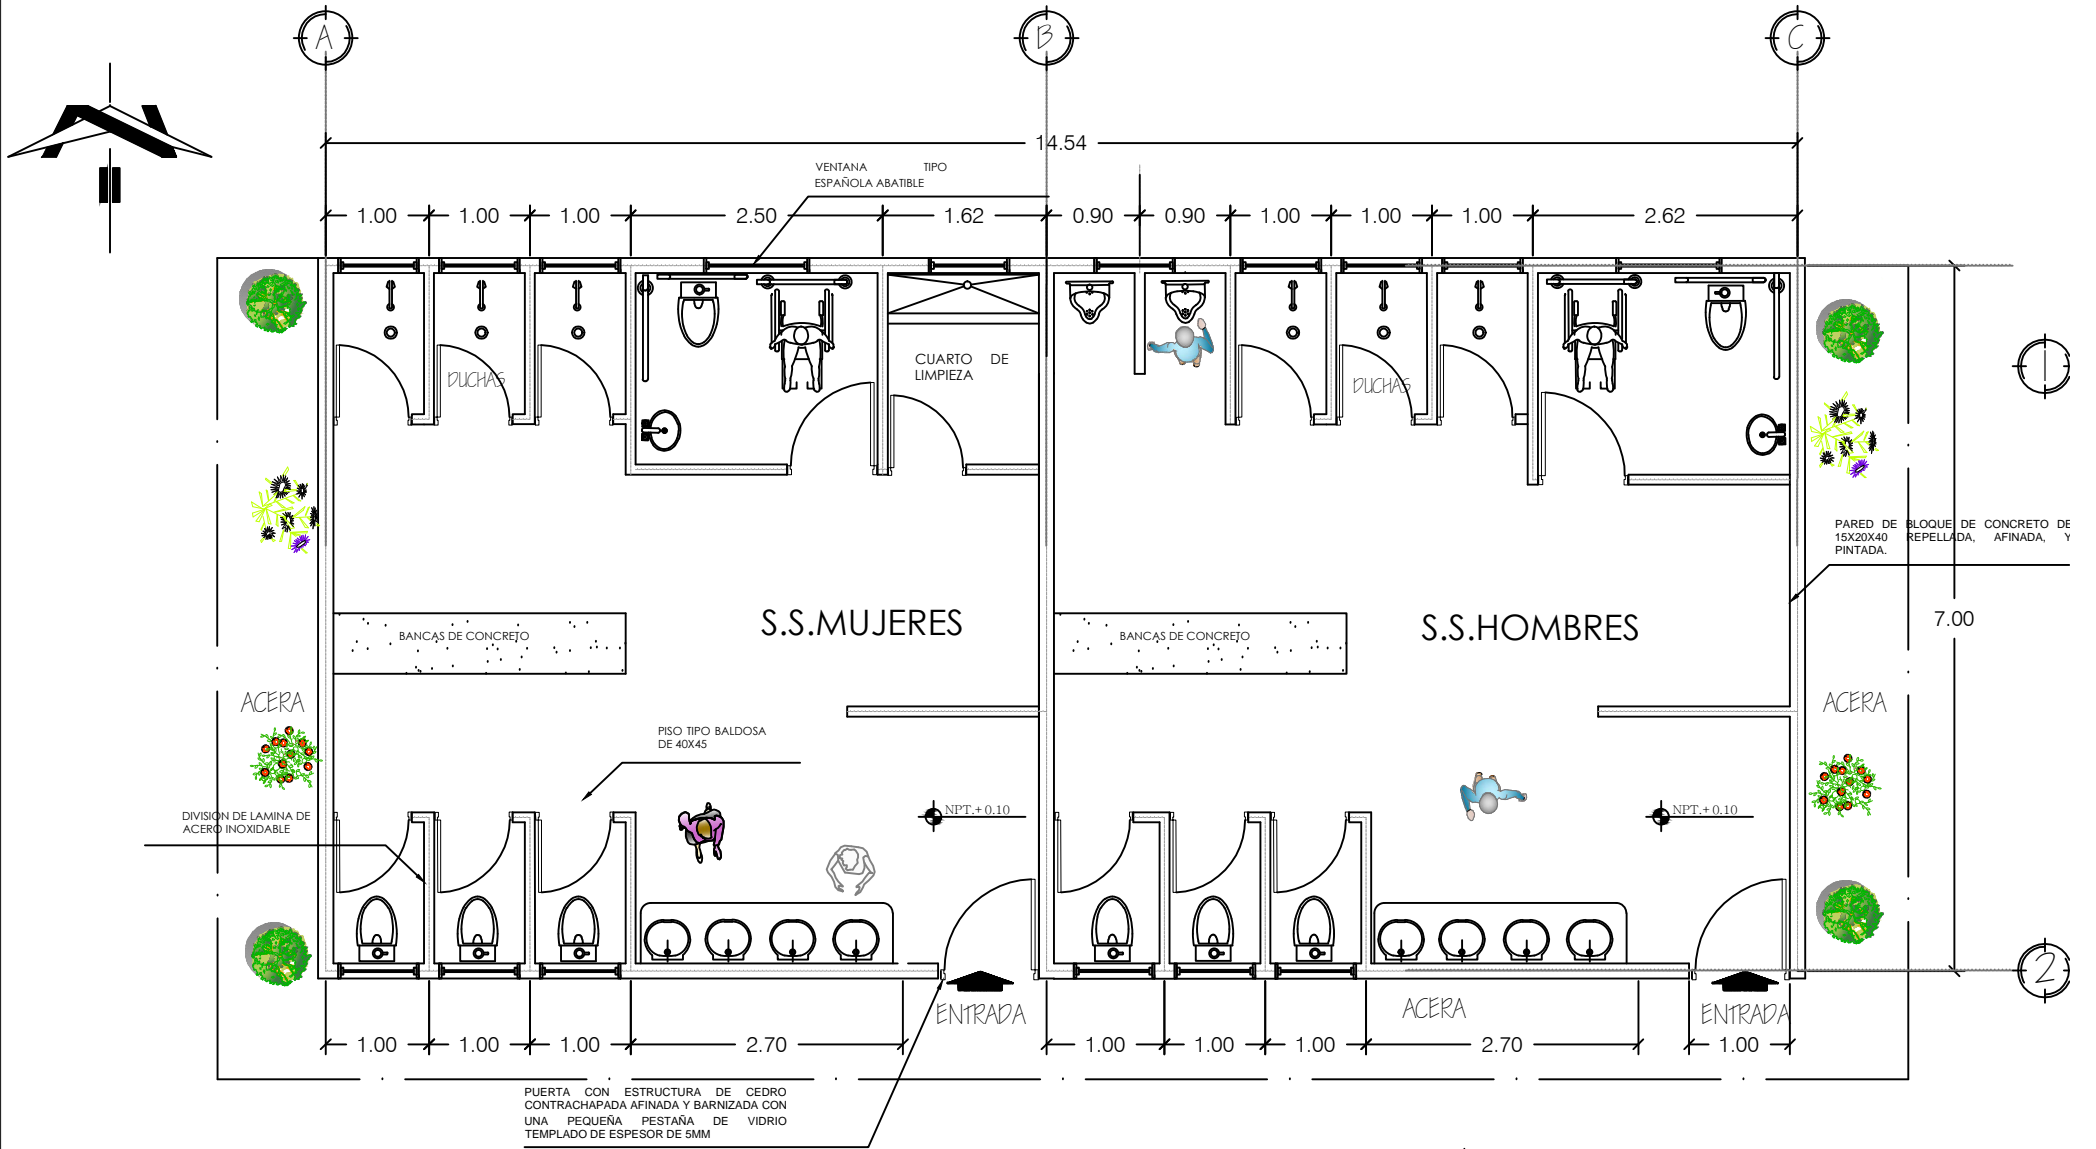 A
B
C
14.54
VENTANA TIPO
ESPAÑOLA ABATIBLE
1.00
1.00
1.00
2.50
1.62
0.90
0.90
1.00
1.00
1.00
2.62
DUCHAS
CUARTO DE
LIMPIEZA
DUCHAS
PARED DE BLOQUE DE CONCRETO DE
15X20X40 REPELLADA, AFINADA, Y
PINTADA.
S.S.MUJERES
S.S.HOMBRES
7.00
BANCAS DE CONCRETO
BANCAS DE CONCRETO
ACERA
ACERA
PISO TIPO BALDOSA
DE 40X45
DIVISION DE LAMINA DE
ACERO INOXIDABLE
NPT.+0.10
NPT.+0.10
2
ENTRADA
ACERA
ENTRADA
1.00
1.00
1.00
2.70
1.00
1.00
1.00
2.70
1.00
PUERTA CON ESTRUCTURA DE CEDRO
CONTRACHAPADA AFINADA Y BARNIZADA CON
UNA PEQUEÑA PESTAÑA DE VIDRIO
TEMPLADO DE ESPESOR DE 5MM